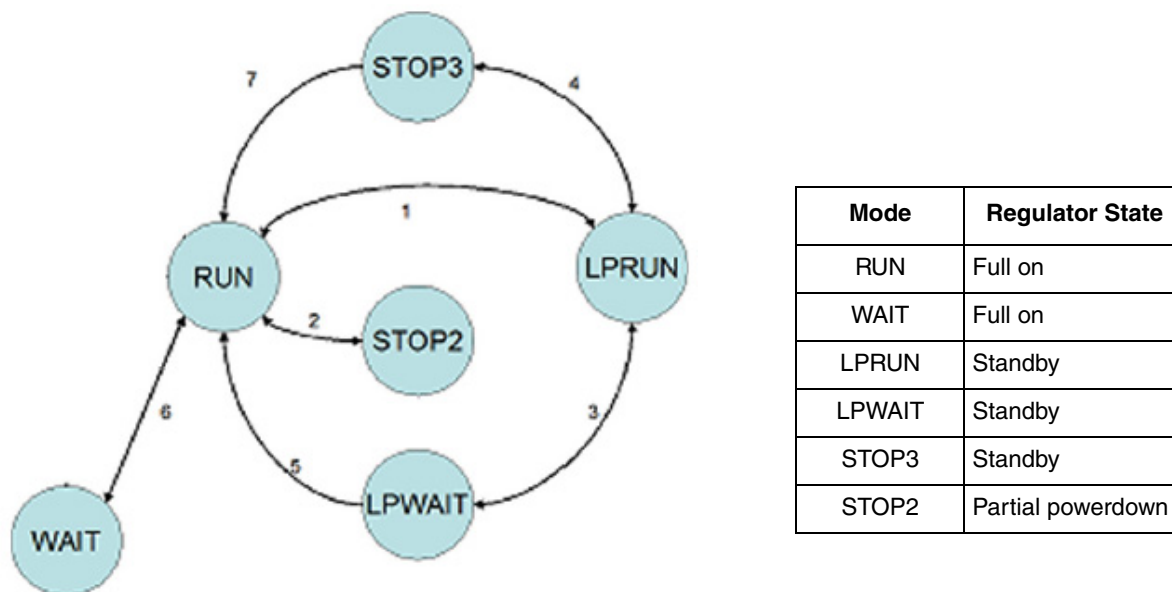 STOP3
7
4
1
RUN
LPRUN
2
STOP2
6
3
5
LPWAIT
WAIT
Mode Regulator State
RUN Full on
WAIT Full on
LPRUN Standby
LPWAIT Standby
STOP3 Standby
STOP2 Partial powerdown